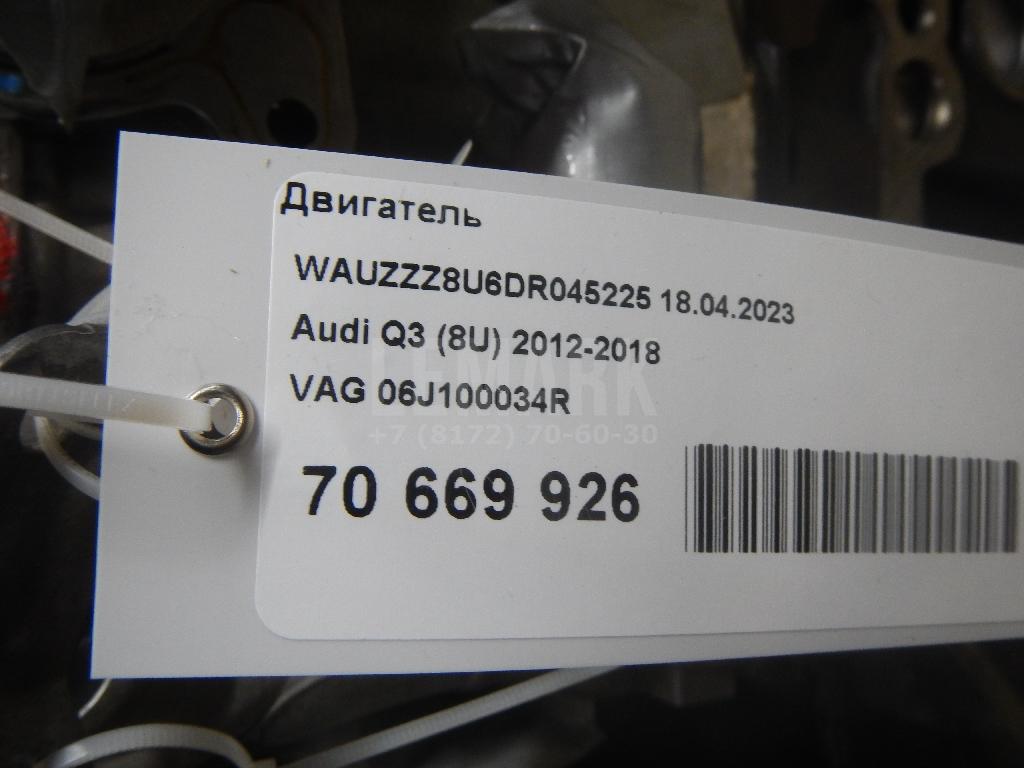 Двигатель
WAUZZZ8U6DR045225 18.04.2023
Audi Q3 (8U) 2012-2018
VAG 06J100034R
LEMARK
+7 (8172) 70-60-30
70 669 926